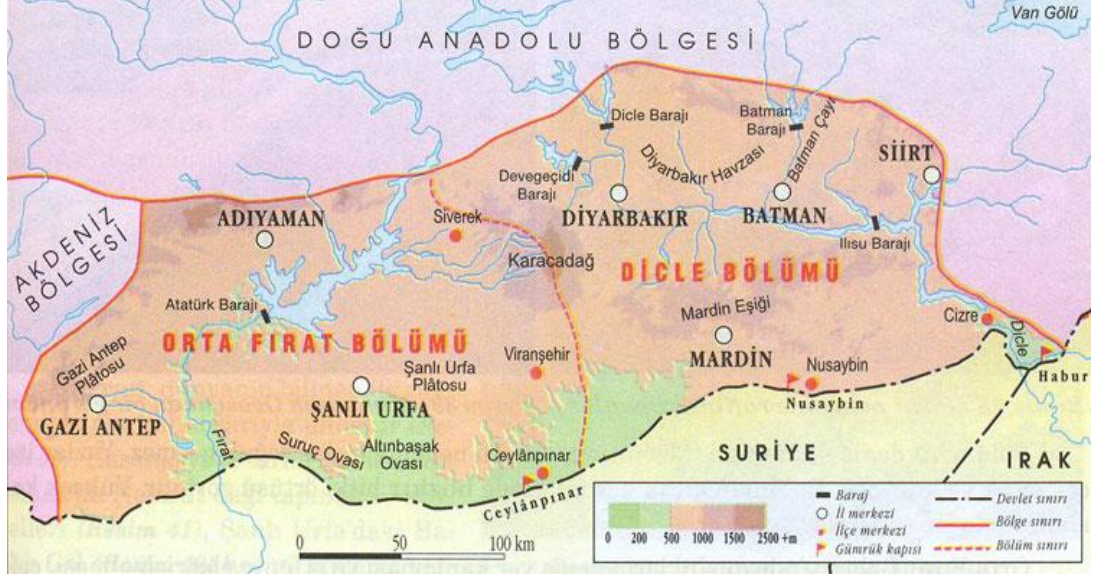 Van Gölü
DOĞU ANADOLU BÖLGESİ
Dicle Barajı
Batman
Barajı
Batman Çayı
Diyarbakır Havzası
SİİRT
Devegeçidi
Barajı
DİYARBAKIR
BATMAN
AKDENİZ
BÖLGESİ
ADIYAMAN
Siverek
Ilısu Barajı
Karacadağ
DİCLE BÖLÜMÜ
Atatürk Barajı
Mardin Eşiği
Cizre
Dicle
ORTA FIRAT BÖLÜMÜ
MARDİN
Gazi Antep
Plâtosu
Viranşehir
Şanlı Urfa
Plâtosu
Nusaybin
Habur
Nusaybin
GAZİ ANTEP
ŞANLI URFA
Fırat
Suruç Ovası
Altınbaşak
Ovası
Ceylânpınar
Ceylânpınar
SURİYE
IRAK
0 50 100 km
0 200 500 1000 1500 2500 +m
Baraj
İl merkezi
İlçe merkezi
Gümrük kapısı
Devlet sınırı
Bölge sınırı
Bölüm sınırı